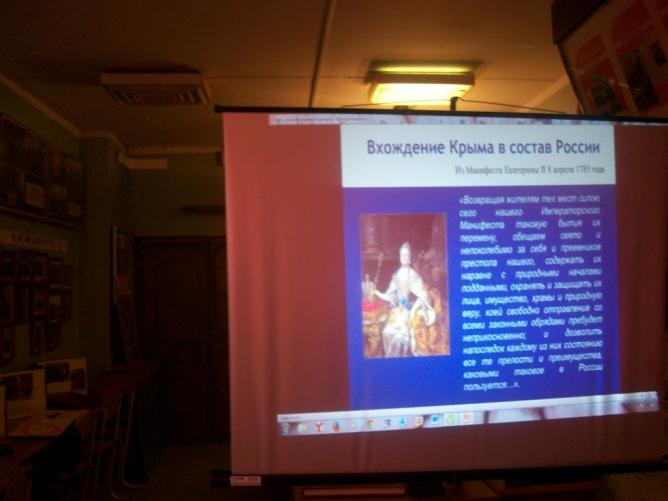 Вхождение Крыма в состав России
Из Манифеста Екатерины II 8 апреля 1783 года
«Возвращая жителям тех мест силою
сего нашего Императорского
Манифеста таковую бытия их
перемену, обещаем свято и
непоколебимо за себя и преемников
престола нашего, содержать их
наравне с природными нашими
подданными, охранять и защищать их
лица, имущество, храмы и природную
веру, коей свободно отправление со
всеми законными обрядами пребудет
неприкосновенно; и дозволить
напоследок каждому из них состоянию
все те прелости и преимущества,
каковыми таковое в России
пользуется...».